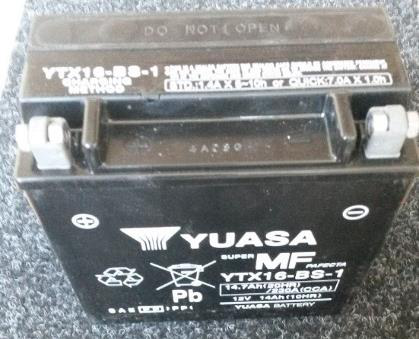 DO NOT OPEN
YTX16-BS-1
CHARGING
METHOD
STD.:1.4A X 5~10h or QUICK:7.0A X 1.0h
YUASA
SUPER MF
YTX16-BS-1
14.7Ah(20HR)
/230A(CCA)
12V 14Ah(10HR)
YUASA BATTERY
Pb